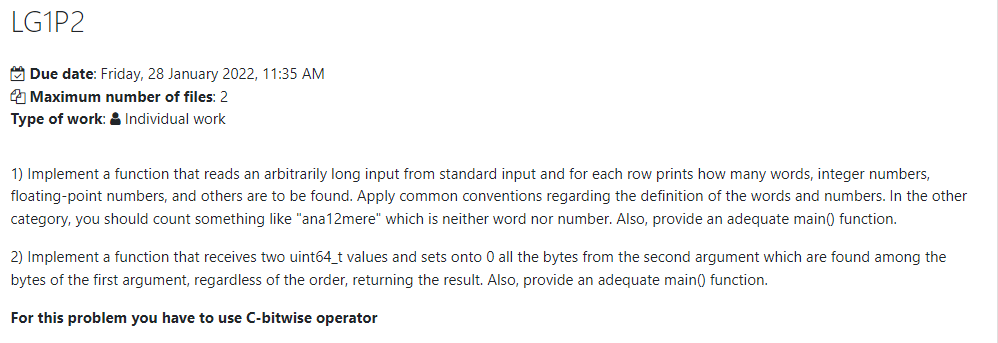 LG1P2
Due date: Friday, 28 January 2022, 11:35 AM
Maximum number of files: 2
Type of work: Individual work
1) Implement a function that reads an arbitrarily long input from standard input and for each row prints how many words, integer numbers,
floating-point numbers, and others are to be found. Apply common conventions regarding the definition of the words and numbers. In the other
category, you should count something like "ana12mere" which is neither word nor number. Also, provide an adequate main() function.
2) Implement a function that receives two uint64_t values and sets onto 0 all the bytes from the second argument which are found among the
bytes of the first argument, regardless of the order, returning the result. Also, provide an adequate main() function.
For this problem you have to use C-bitwise operator